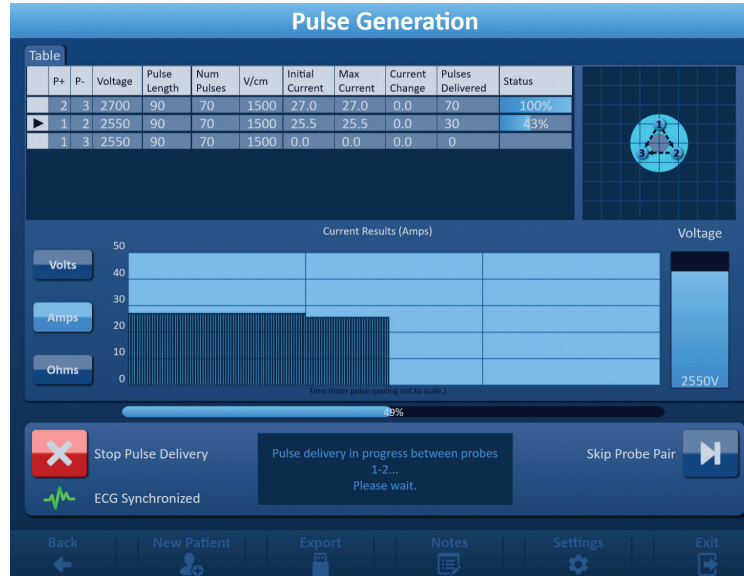 Pulse Generation
Table
P+ P- Voltage Pulse Length Num Pulses V/cm Initial Current Max Current Current Change Pulses Delivered Status
2 3 2700 90 70 1500 27.0 27.0 0.0 70 100%
1 2 2550 90 70 1500 25.5 25.5 0.0 30 43%
1 3 2550 90 70 1500 0.0 0.0 0.0 0
1
3 2
Current Results (Amps)
Voltage
Volts
Amps
Ohms
50
40
30
20
10
0
2550V
Time (Inter pulse spacing not to scale.)
49%
Stop Pulse Delivery
Pulse delivery in progress between probes
1-2...
Please wait.
Skip Probe Pair
ECG Synchronized
Back New Patient Export Notes Settings Exit